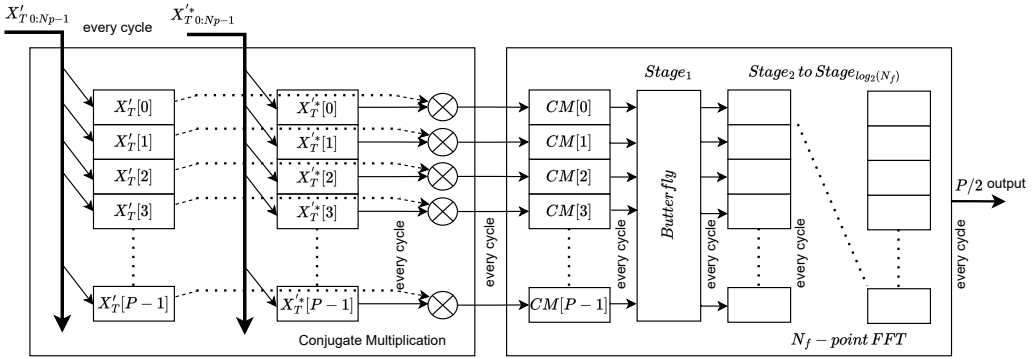 X'_{T 0:Np-1}
every cycle
X'^{*}_{T 0:Np-1}
Stage_1
Stage_2 to Stage_{log_2(N_f)}
X'_T[0]
X'^{*}_T[0]
CM[0]
X'_T[1]
X'^{*}_T[1]
CM[1]
X'_T[2]
X'^{*}_T[2]
CM[2]
X'_T[3]
X'^{*}_T[3]
CM[3]
X'_T[P-1]
X'^{*}_T[P-1]
CM[P-1]
Butterfly
every cycle
every cycle
every cycle
every cycle
every cycle
every cycle
P/2 output
Conjugate Multiplication
N_f - point FFT